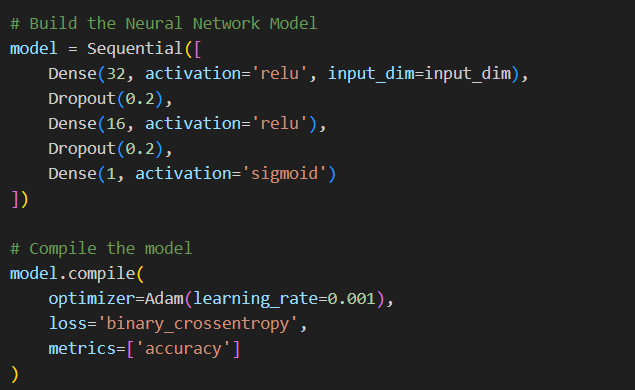 # Build the Neural Network Model
model = Sequential([
    Dense(32, activation='relu', input_dim=input_dim),
    Dropout(0.2),
    Dense(16, activation='relu'),
    Dropout(0.2),
    Dense(1, activation='sigmoid')
])

# Compile the model
model.compile(
    optimizer=Adam(learning_rate=0.001),
    loss='binary_crossentropy',
    metrics=['accuracy']
)